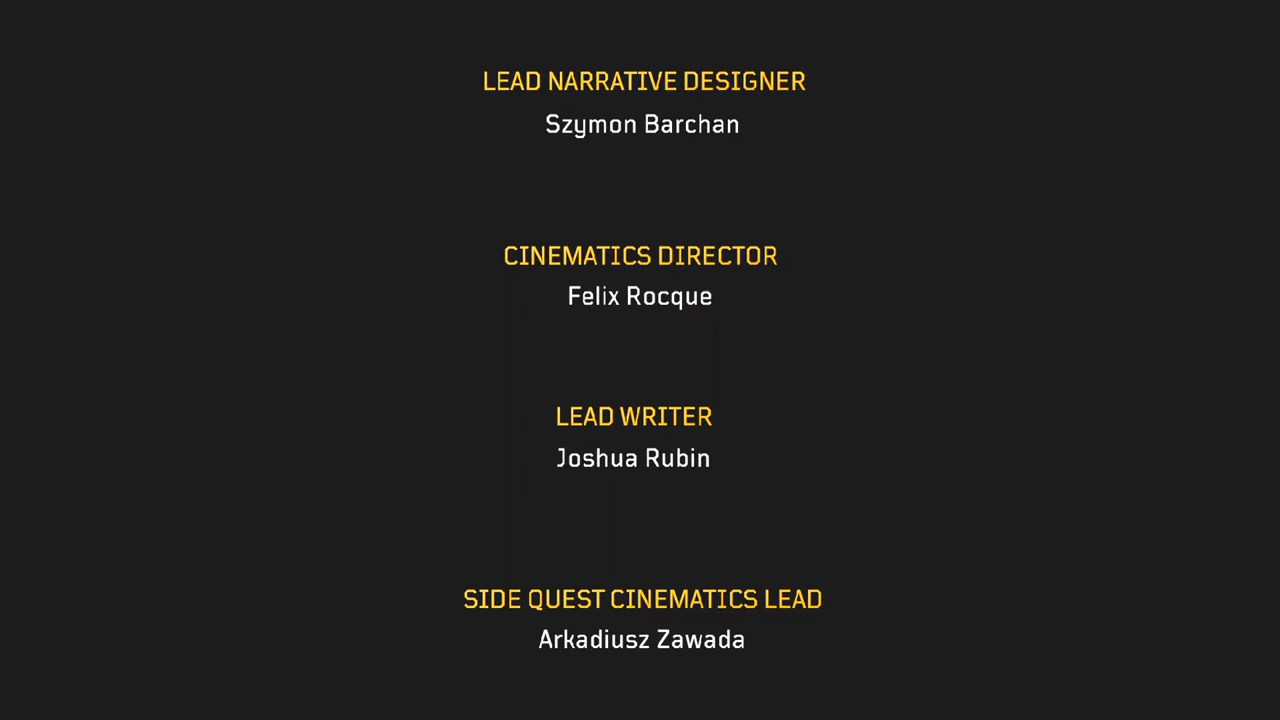 LEAD NARRATIVE DESIGNER
Szymon Barchan
CINEMATICS DIRECTOR
Felix Rocque
LEAD WRITER
Joshua Rubin
SIDE QUEST CINEMATICS LEAD
Arkadiusz Zawada